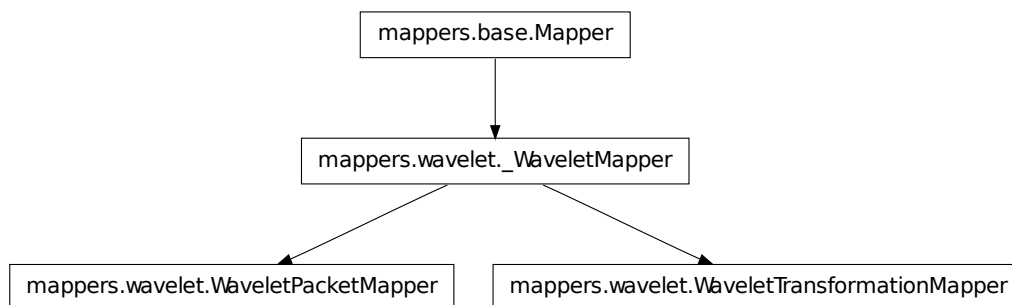 mappers.base.Mapper
mappers.wavelet._WaveletMapper
mappers.wavelet.WaveletPacketMapper
mappers.wavelet.WaveletTransformationMapper